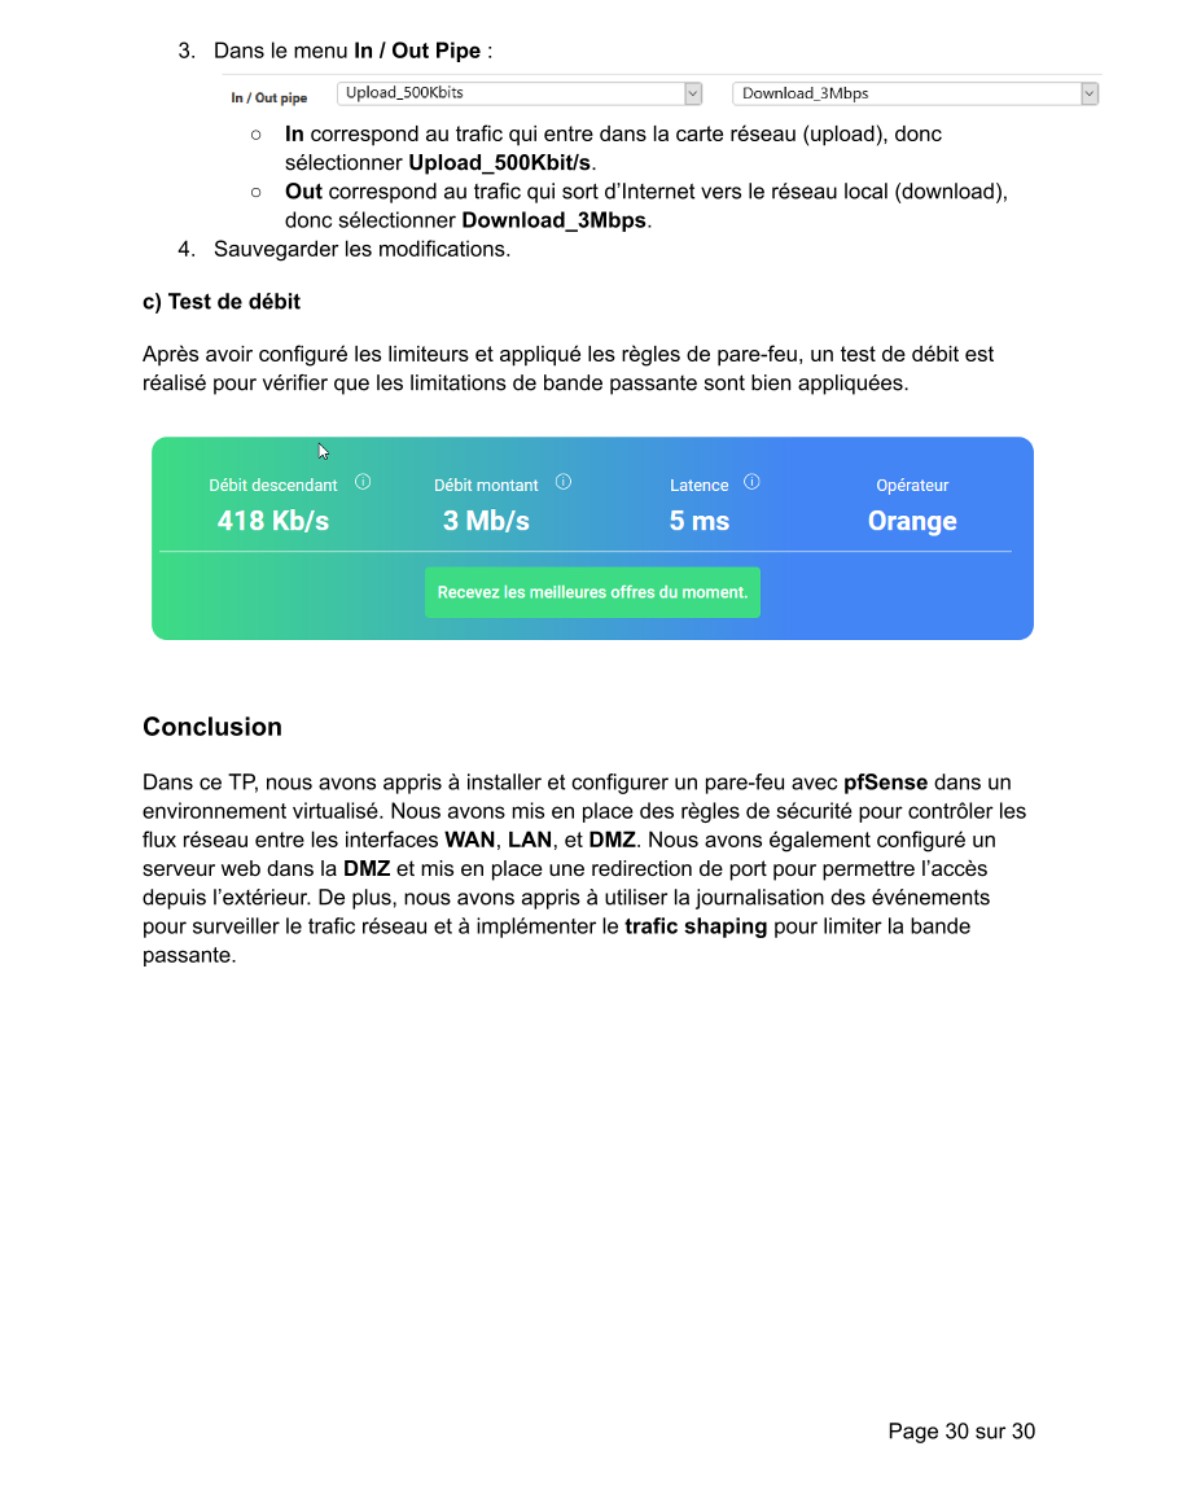 3. Dans le menu In / Out Pipe :
In / Out pipe Upload_500Kbits Download_3Mbps
○ In correspond au trafic qui entre dans la carte réseau (upload), donc
sélectionner Upload_500Kbit/s.
○ Out correspond au trafic qui sort d’Internet vers le réseau local (download),
donc sélectionner Download_3Mbps.
4. Sauvegarder les modifications.
c) Test de débit
Après avoir configuré les limiteurs et appliqué les règles de pare-feu, un test de débit est
réalisé pour vérifier que les limitations de bande passante sont bien appliquées.
Débit descendant Débit montant Latence Opérateur
418 Kb/s 3 Mb/s 5 ms Orange
Recevez les meilleures offres du moment.
Conclusion
Dans ce TP, nous avons appris à installer et configurer un pare-feu avec pfSense dans un
environnement virtualisé. Nous avons mis en place des règles de sécurité pour contrôler les
flux réseau entre les interfaces WAN, LAN, et DMZ. Nous avons également configuré un
serveur web dans la DMZ et mis en place une redirection de port pour permettre l’accès
depuis l’extérieur. De plus, nous avons appris à utiliser la journalisation des événements
pour surveiller le trafic réseau et à implémenter le trafic shaping pour limiter la bande
passante.
Page 30 sur 30